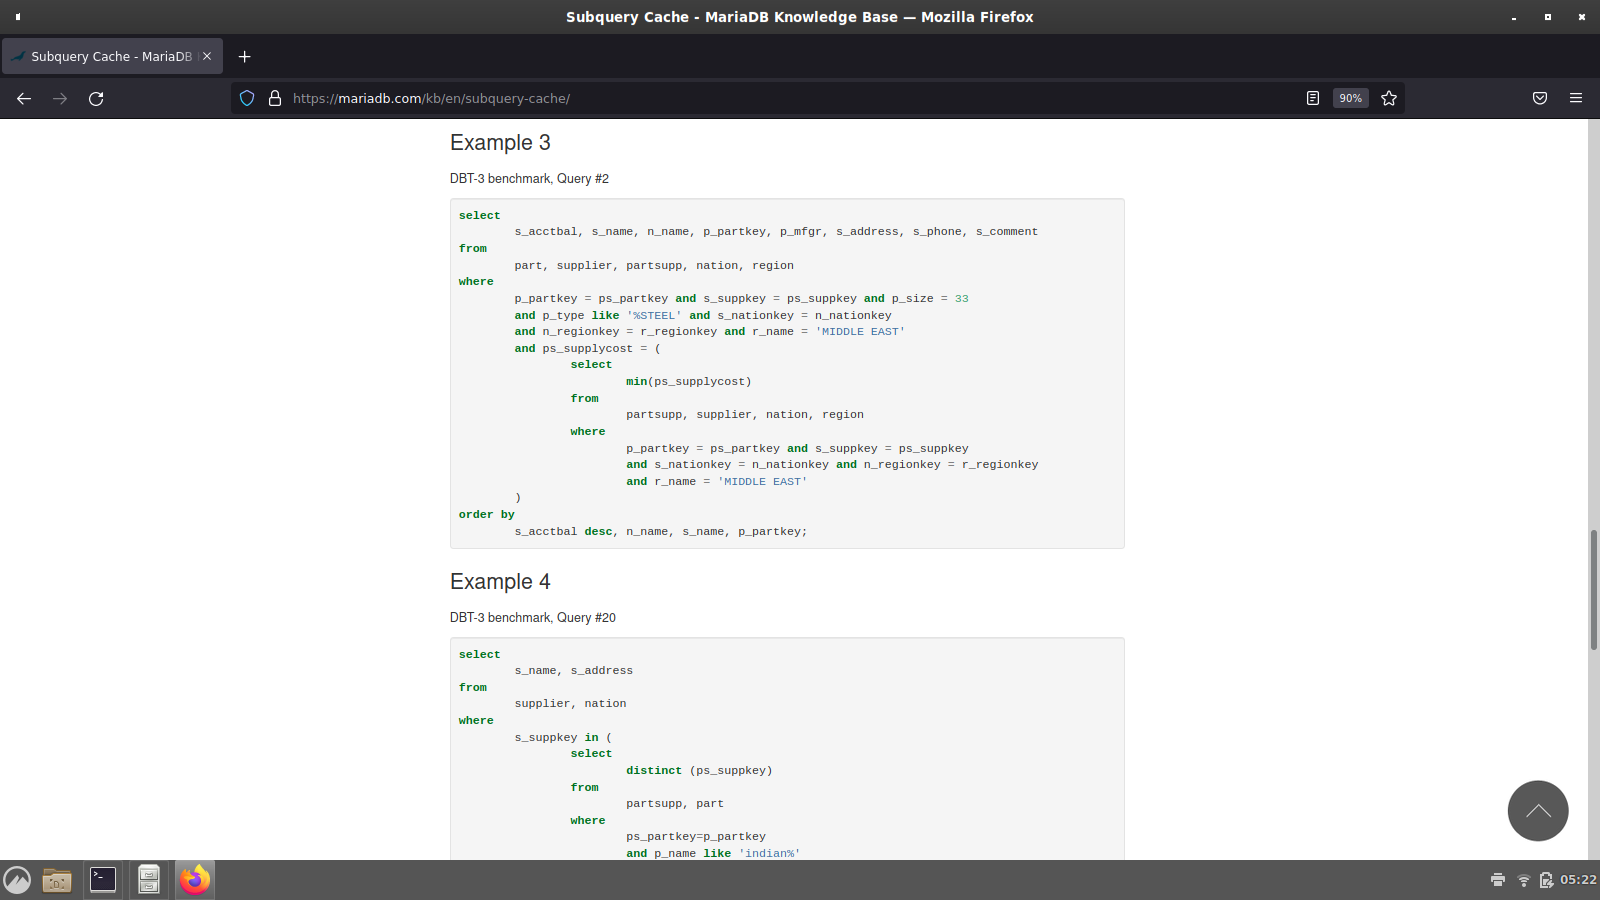 Subquery Cache - MariaDB Knowledge Base — Mozilla Firefox
Subquery Cache - MariaDB
https://mariadb.com/kb/en/subquery-cache/
90%
Example 3
DBT-3 benchmark, Query #2
select
s_acctbal, s_name, n_name, p_partkey, p_mfgr, s_address, s_phone, s_comment
from
part, supplier, partsupp, nation, region
where
p_partkey = ps_partkey and s_suppkey = ps_suppkey and p_size = 33
and p_type like '%STEEL' and s_nationkey = n_nationkey
and n_regionkey = r_regionkey and r_name = 'MIDDLE EAST'
and ps_supplycost = (
select
min(ps_supplycost)
from
partsupp, supplier, nation, region
where
p_partkey = ps_partkey and s_suppkey = ps_suppkey
and s_nationkey = n_nationkey and n_regionkey = r_regionkey
and r_name = 'MIDDLE EAST'
)
order by
s_acctbal desc, n_name, s_name, p_partkey;
Example 4
DBT-3 benchmark, Query #20
select
s_name, s_address
from
supplier, nation
where
s_suppkey in (
select
distinct (ps_suppkey)
from
partsupp, part
where
ps_partkey=p_partkey
and p_name like 'indian%'
05:22